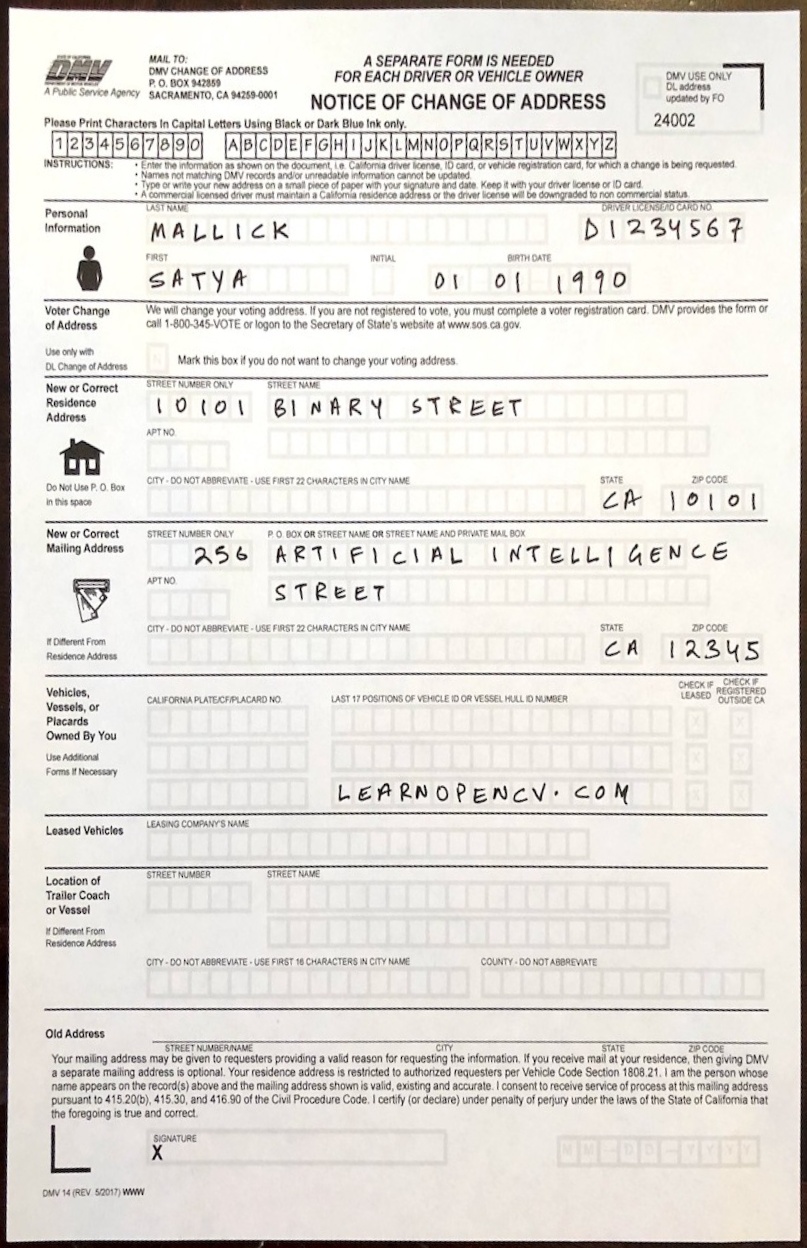 STATE OF CALIFORNIA
DMV
DEPARTMENT OF MOTOR VEHICLES
A Public Service Agency
MAIL TO:
DMV CHANGE OF ADDRESS
P. O. BOX 942859
SACRAMENTO, CA 94259-0001
A SEPARATE FORM IS NEEDED
FOR EACH DRIVER OR VEHICLE OWNER
NOTICE OF CHANGE OF ADDRESS
DMV USE ONLY
DL address
updated by FO
24002
Please Print Characters In Capital Letters Using Black or Dark Blue Ink only.
1234567890 ABCDEFGHIJKLMNOPQRSTUVWXYZ
INSTRUCTIONS: • Enter the information as shown on the document, i.e. California driver license, ID card, or vehicle registration card, for which a change is being requested.
• Names not matching DMV records and/or unreadable information cannot be updated.
• Type or write your new address on a small piece of paper with your signature and date. Keep it with your driver license or ID card.
• A commercial licensed driver must maintain a California residence address or the driver license will be downgraded to non commercial status.
Personal
Information
LAST NAME DRIVER LICENSE/ID CARD NO.
MALLICK D1234567
FIRST INITIAL BIRTH DATE
SATYA 01 01 1990
Voter Change
of Address
We will change your voting address. If you are not registered to vote, you must complete a voter registration card. DMV provides the form or
call 1-800-345-VOTE or logon to the Secretary of State's website at www.sos.ca.gov.
Use only with
DL Change of Address
Mark this box if you do not want to change your voting address.
New or Correct
Residence
Address
STREET NUMBER ONLY STREET NAME
10101 BINARY STREET
APT NO.
Do Not Use P. O. Box
in this space
CITY - DO NOT ABBREVIATE - USE FIRST 22 CHARACTERS IN CITY NAME STATE ZIP CODE
CA 10101
New or Correct
Mailing Address
STREET NUMBER ONLY P. O. BOX OR STREET NAME OR STREET NAME AND PRIVATE MAIL BOX
256 ARTIFICIAL INTELLIGENCE
APT NO.
STREET
If Different From
Residence Address
CITY - DO NOT ABBREVIATE - USE FIRST 22 CHARACTERS IN CITY NAME STATE ZIP CODE
CA 12345
Vehicles,
Vessels, or
Placards
Owned By You
Use Additional
Forms If Necessary
CALIFORNIA PLATE/CF/PLACARD NO. LAST 17 POSITIONS OF VEHICLE ID OR VESSEL HULL ID NUMBER
CHECK IF
LEASED
CHECK IF
REGISTERED
OUTSIDE CA
X X
X X
LEARNOPENCV.COM X X
Leased Vehicles
LEASING COMPANY'S NAME
Location of
Trailer Coach
or Vessel
If Different From
Residence Address
STREET NUMBER STREET NAME
CITY - DO NOT ABBREVIATE - USE FIRST 16 CHARACTERS IN CITY NAME COUNTY - DO NOT ABBREVIATE
Old Address
STREET NUMBER/NAME CITY STATE ZIP CODE
Your mailing address may be given to requesters providing a valid reason for requesting the information. If you receive mail at your residence, then giving DMV
a separate mailing address is optional. Your residence address is restricted to authorized requesters per Vehicle Code Section 1808.21. I am the person whose
name appears on the record(s) above and the mailing address shown is valid, existing and accurate. I consent to receive service of process at this mailing address
pursuant to 415.20(b), 415.30, and 416.90 of the Civil Procedure Code. I certify (or declare) under penalty of perjury under the laws of the State of California that
the foregoing is true and correct.
SIGNATURE
X
MM-DD-YYYY
DMV 14 (REV. 5/2017) WWW